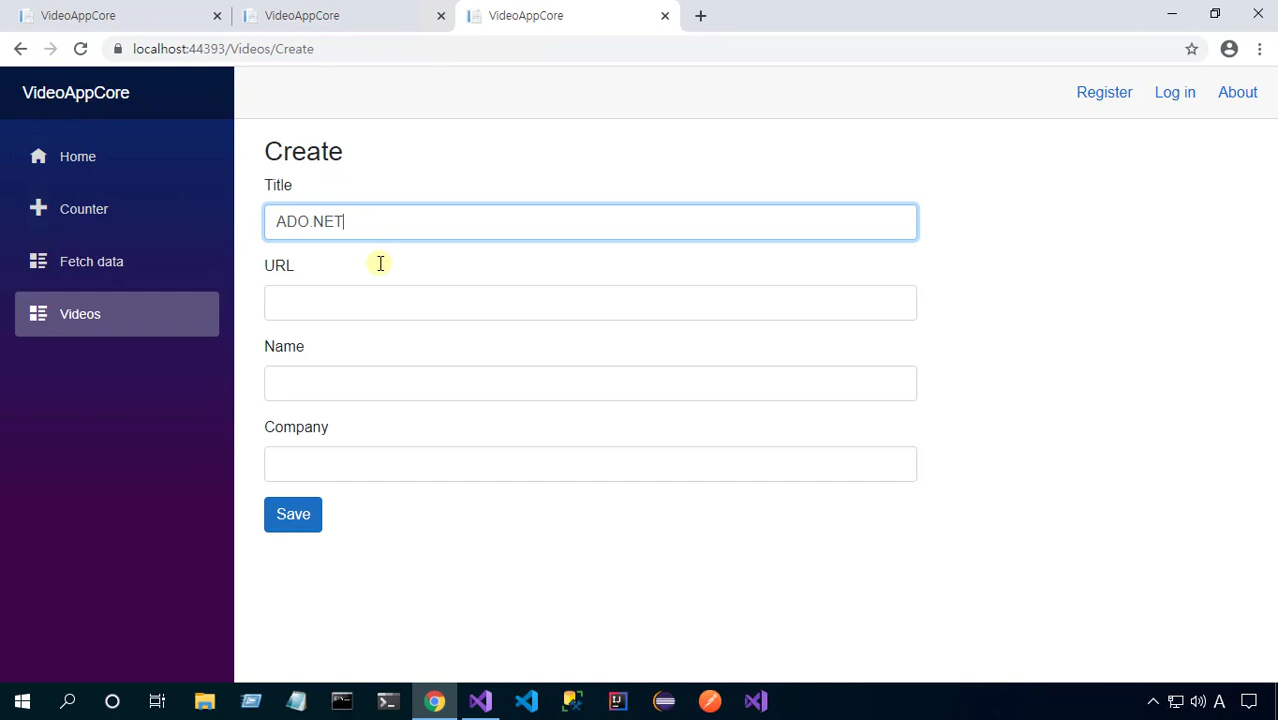 VideoAppCore
VideoAppCore
VideoAppCore
localhost:44393/Videos/Create
VideoAppCore
Register
Log in
About
Home
Counter
Fetch data
Videos
Create
Title
ADO.NET
URL
Name
Company
Save
A